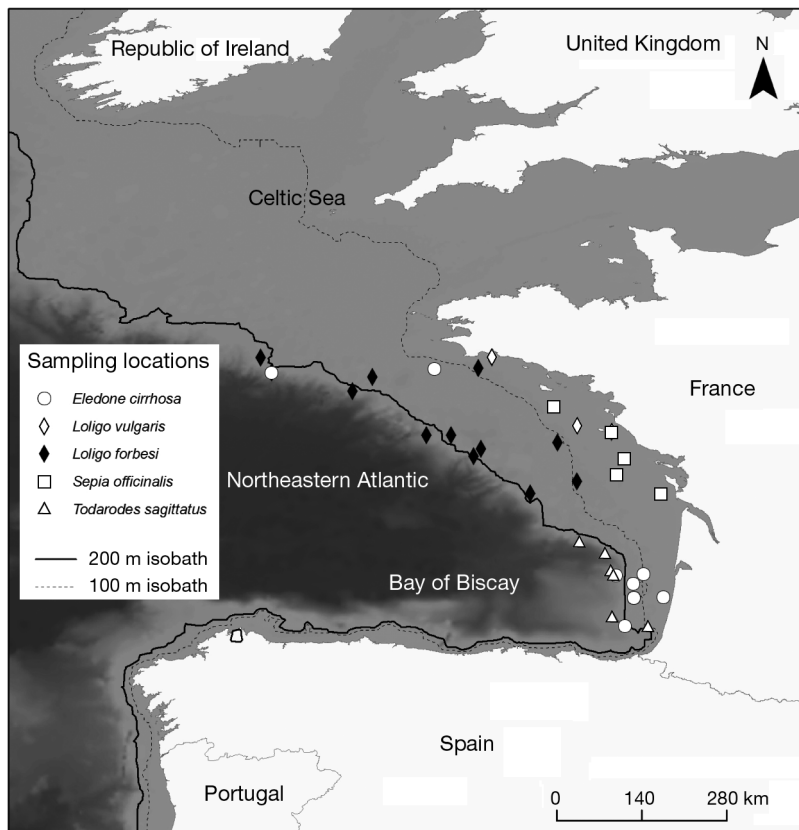 Republic of Ireland
United Kingdom
N
Celtic Sea
Sampling locations
Eledone cirrhosa
Loligo vulgaris
Loligo forbesi
Sepia officinalis
Todarodes sagittatus
200 m isobath
100 m isobath
France
Northeastern Atlantic
Bay of Biscay
Spain
Portugal
0 140 280 km